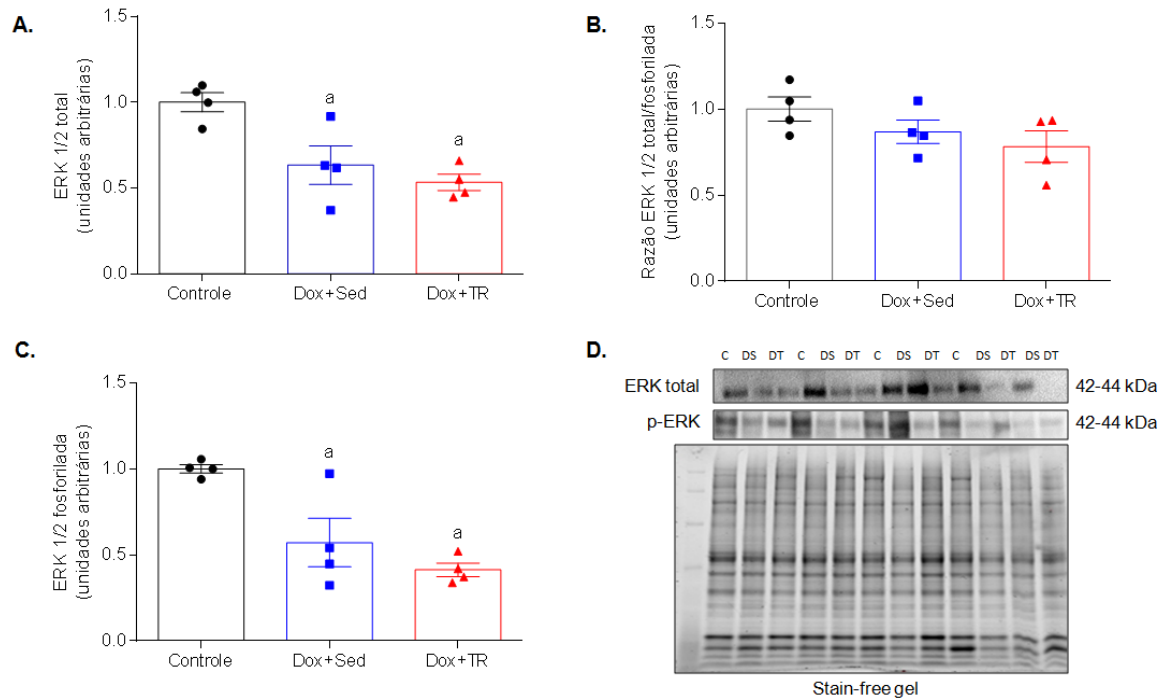 A.
ERK 1/2 total
(unidades arbitrárias)
1.5
1.0
0.5
0.0
a
a
Controle
Dox+Sed
Dox+TR
B.
Razão ERK 1/2 total/fosforilada
(unidades arbitrárias)
1.5
1.0
0.5
0.0
Controle
Dox+Sed
Dox+TR
C.
ERK 1/2 fosforilada
(unidades arbitrárias)
1.5
1.0
0.5
0.0
a
a
Controle
Dox+Sed
Dox+TR
D.
C DS DT C DS DT C DS DT C DS DT DS DT
ERK total 42-44 kDa
p-ERK 42-44 kDa
Stain-free gel